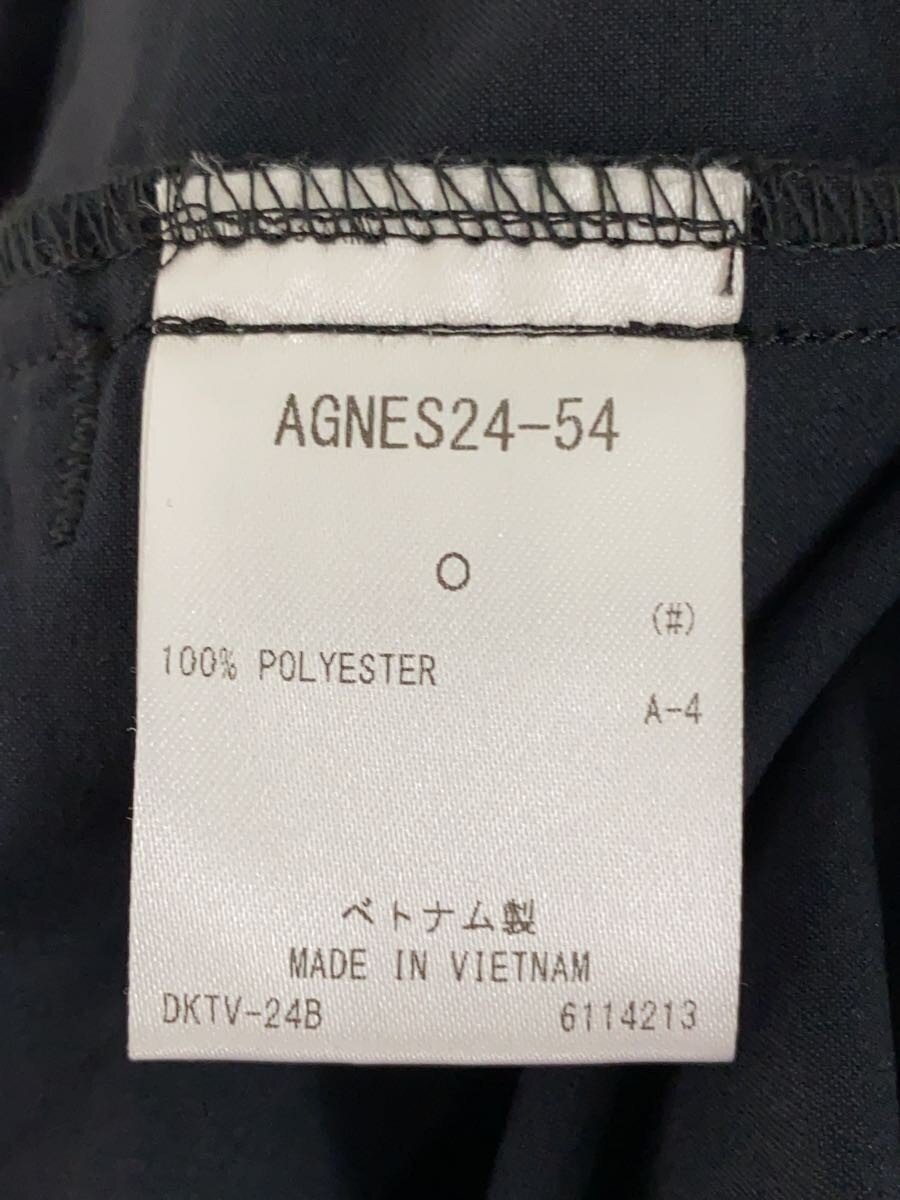 AGNES24-54
○
(#)
100% POLYESTER
A-4
ベトナム製
MADE IN VIETNAM
DKTV-24B 6114213